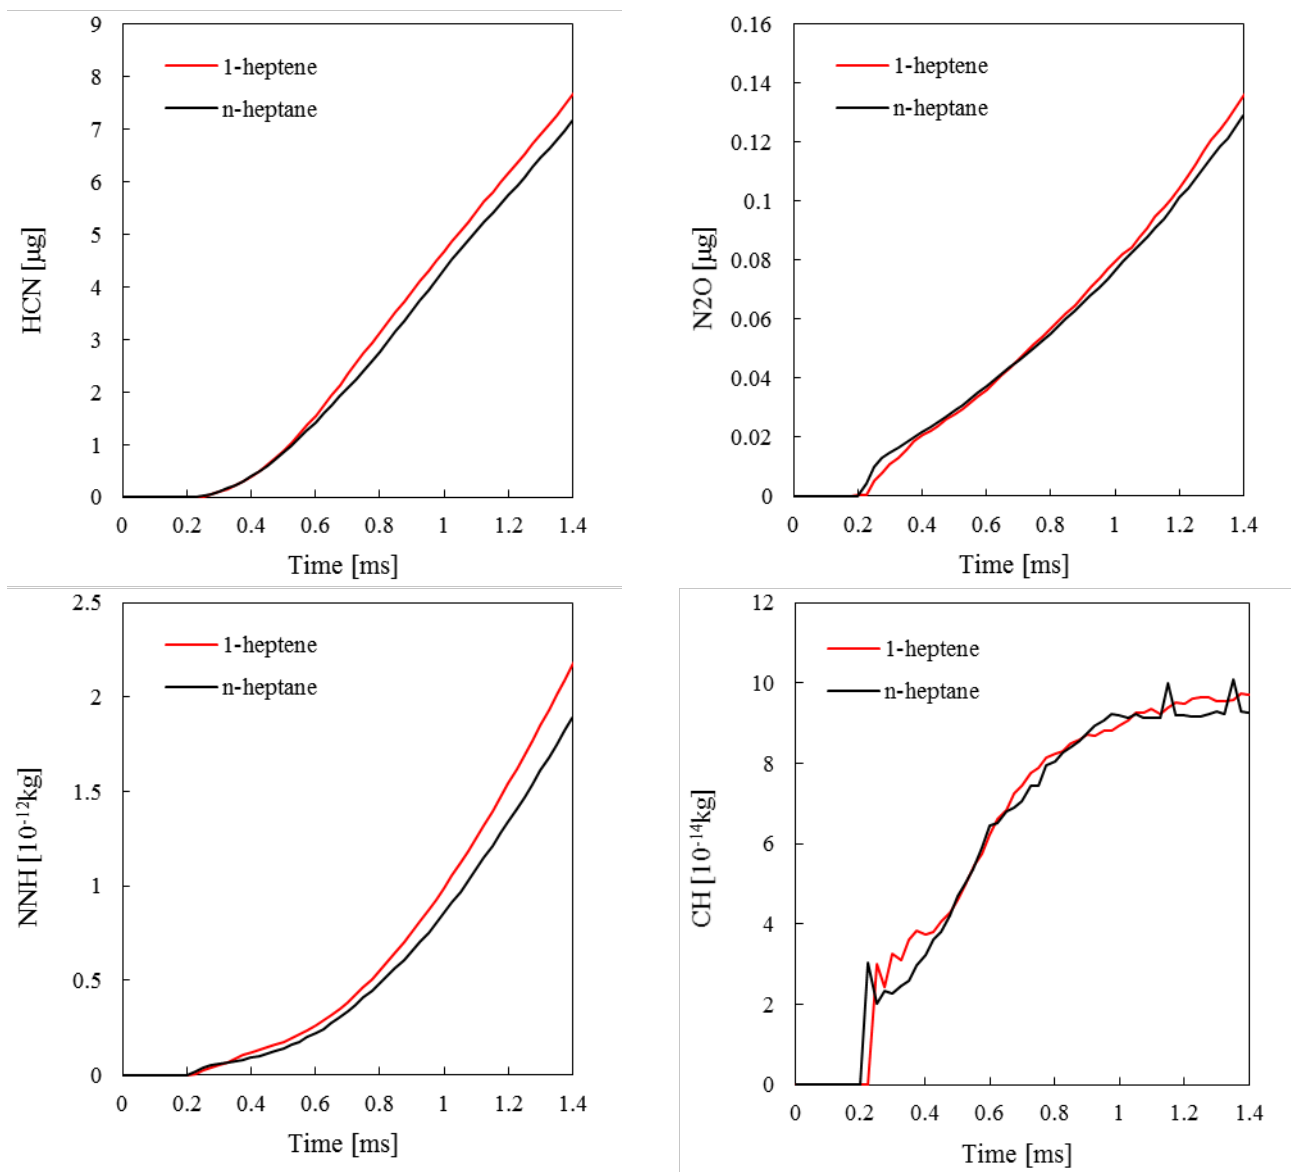 9
8
7
6
5
4
3
2
1
0
HCN [µg]
1-heptene
n-heptane
0 0.2 0.4 0.6 0.8 1 1.2 1.4
Time [ms]
0.16
0.14
0.12
0.1
0.08
0.06
0.04
0.02
0
N2O [µg]
1-heptene
n-heptane
0 0.2 0.4 0.6 0.8 1 1.2 1.4
Time [ms]
2.5
2
1.5
1
0.5
0
NNH [10⁻¹²kg]
1-heptene
n-heptane
0 0.2 0.4 0.6 0.8 1 1.2 1.4
Time [ms]
12
10
8
6
4
2
0
CH [10⁻¹⁴kg]
1-heptene
n-heptane
0 0.2 0.4 0.6 0.8 1 1.2 1.4
Time [ms]